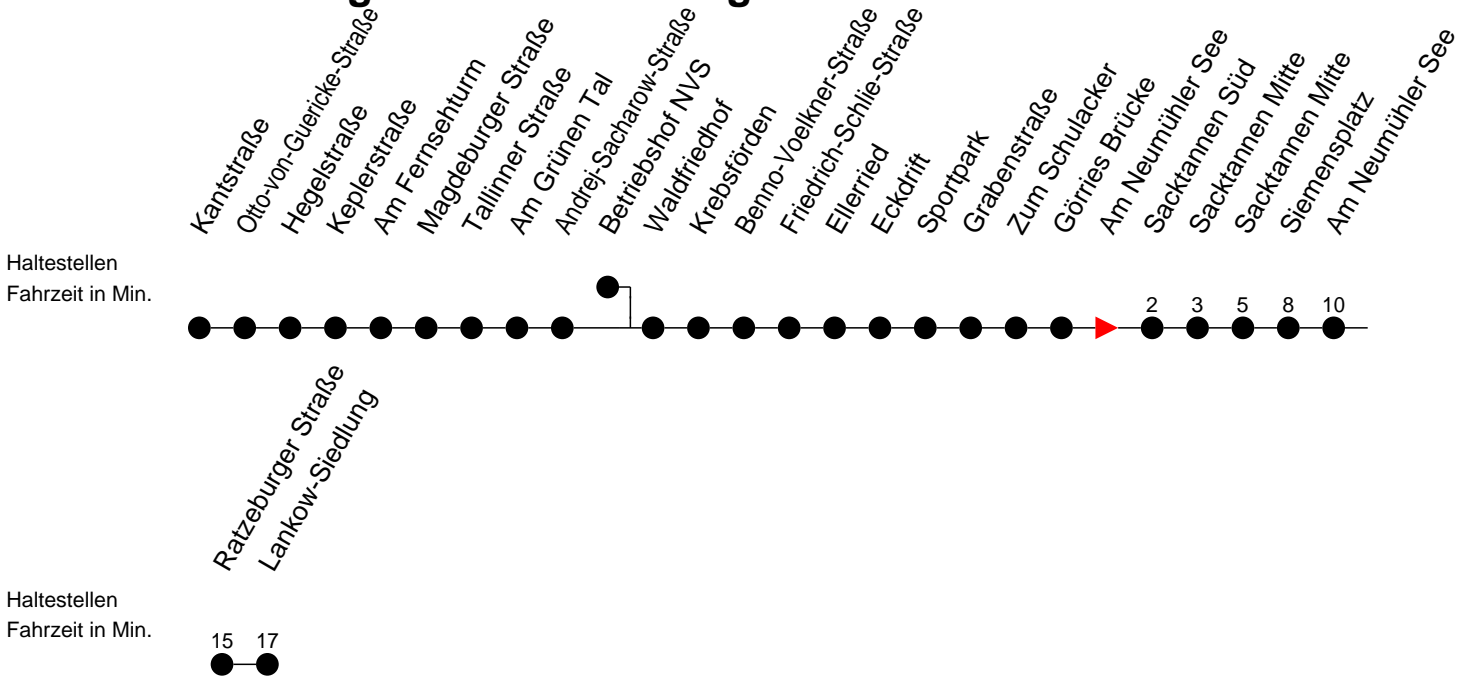 Kantstraße
Otto-von-Guericke-Straße
Hegelstraße
Keplerstraße
Am Fernsehturm
Magdeburger Straße
Tallinner Straße
Am Grünen Tal
Andrej-Sacharow-Straße
Betriebshof NVS
Waldfriedhof
Krebsförden
Benno-Voelkner-Straße
Friedrich-Schlie-Straße
Ellerried
Eckdrift
Sportpark
Grabenstraße
Zum Schulacker
Görries Brücke
Am Neumühler See
Sacktannen Süd
Sacktannen Mitte
Sacktannen Mitte
Siemensplatz
Am Neumühler See
Haltestellen
Fahrzeit in Min.
2 3 5 8 10
Ratzeburger Straße
Lankow-Siedlung
Haltestellen
Fahrzeit in Min.
15 17